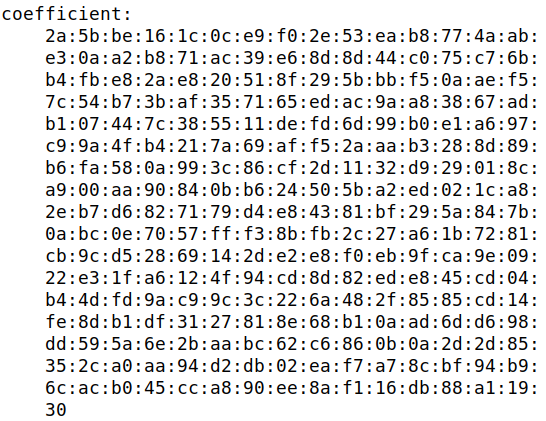 coefficient:
2a:5b:be:16:1c:0c:e9:f0:2e:53:ea:b8:77:4a:ab:
e3:0a:a2:b8:71:ac:39:e6:8d:8d:44:c0:75:c7:6b:
b4:fb:e8:2a:e8:20:51:8f:29:5b:bb:f5:0a:ae:f5:
7c:54:b7:3b:af:35:71:65:ed:ac:9a:a8:38:67:ad:
b1:07:44:7c:38:55:11:de:fd:6d:99:b0:e1:a6:97:
c9:9a:4f:b4:21:7a:69:af:f5:2a:aa:b3:28:8d:89:
b6:fa:58:0a:99:3c:86:cf:2d:11:32:d9:29:01:8c:
a9:00:aa:90:84:0b:b6:24:50:5b:a2:ed:02:1c:a8:
2e:b7:d6:82:71:79:d4:e8:43:81:bf:29:5a:84:7b:
0a:bc:0e:70:57:ff:f3:8b:fb:2c:27:a6:1b:72:81:
cb:9c:d5:28:69:14:2d:e2:e8:f0:eb:9f:ca:9e:09:
22:e3:1f:a6:12:4f:94:cd:8d:82:ed:e8:45:cd:04:
b4:4d:fd:9a:c9:9c:3c:22:6a:48:2f:85:85:cd:14:
fe:8d:b1:df:31:27:81:8e:68:b1:0a:ad:6d:d6:98:
dd:59:5a:6e:2b:aa:bc:62:c6:86:0b:0a:2d:2d:85:
35:2c:a0:aa:94:d2:db:02:ea:f7:a7:8c:bf:94:b9:
6c:ac:b0:45:cc:a8:90:ee:8a:f1:16:db:88:a1:19:
30